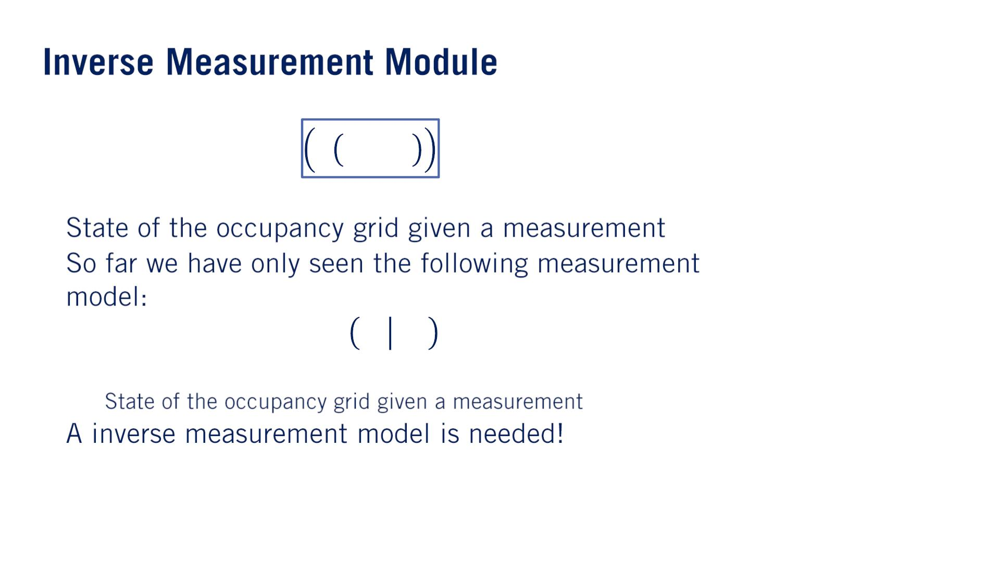 Inverse Measurement Module
( ( ))
State of the occupancy grid given a measurement
So far we have only seen the following measurement
model:
( | )
State of the occupancy grid given a measurement
A inverse measurement model is needed!